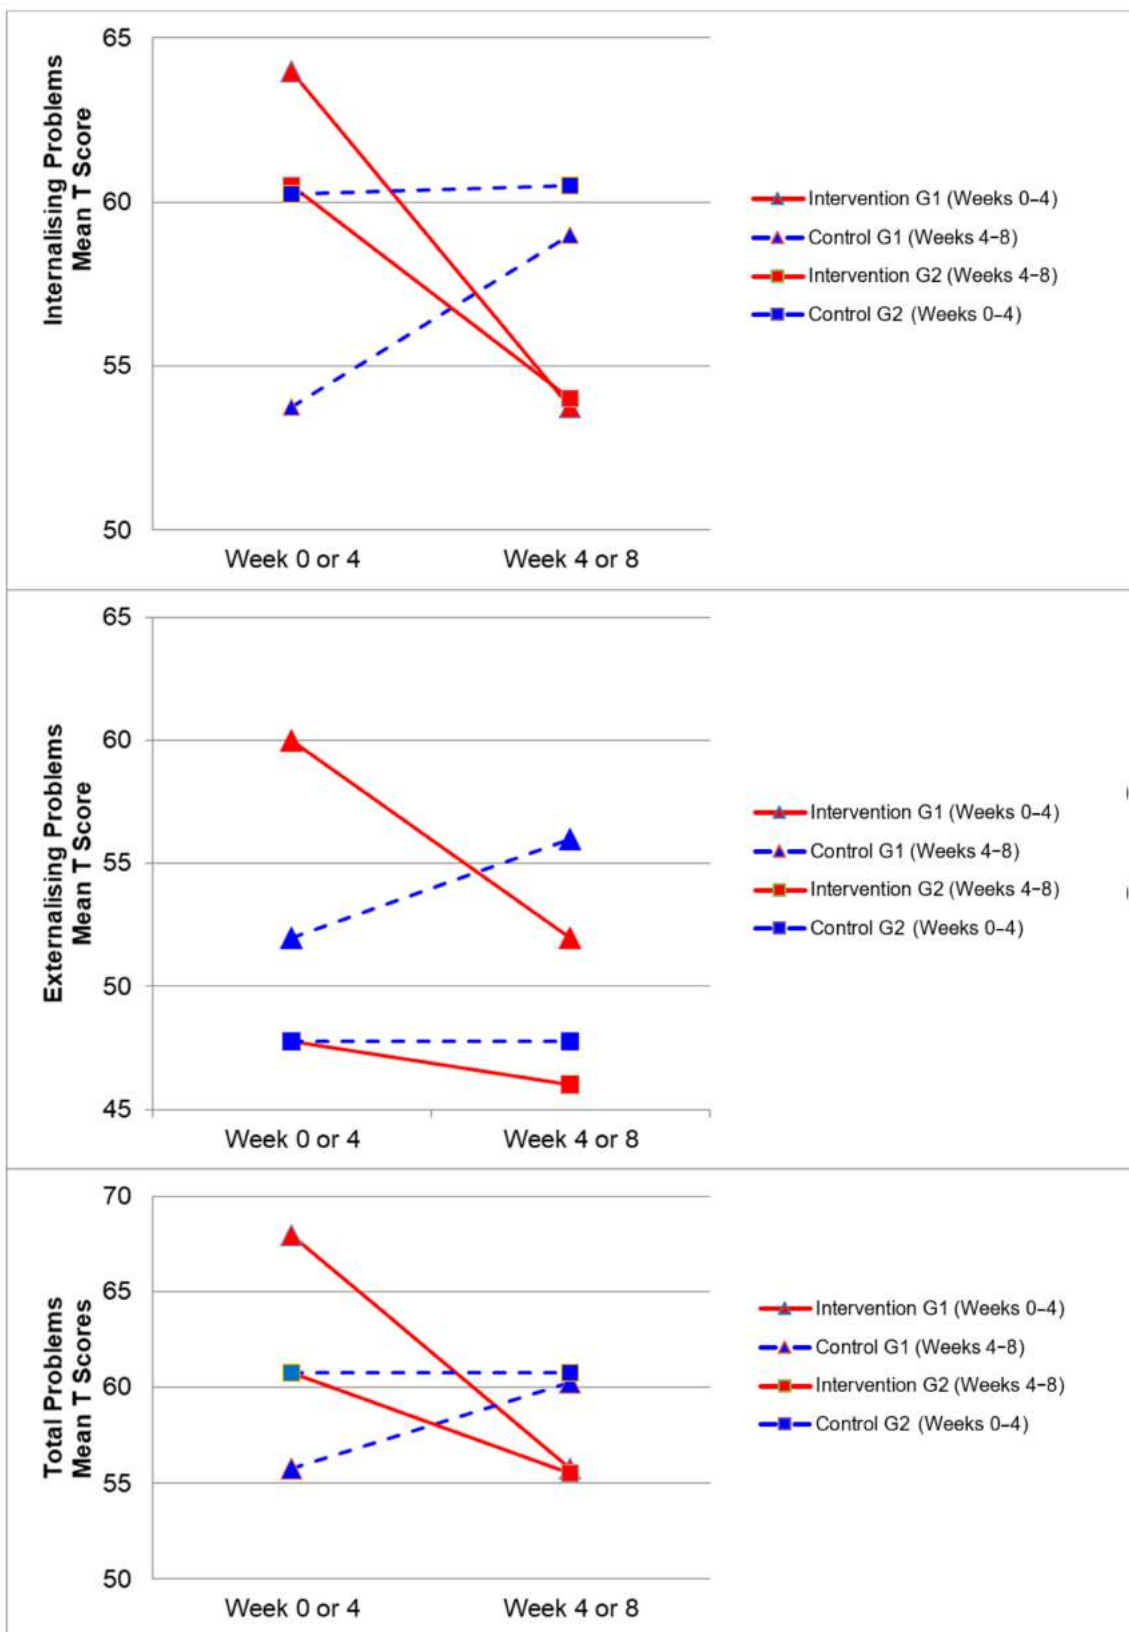 65
60
55
50
Internalising Problems
Mean T Score
Week 0 or 4
Week 4 or 8
Intervention G1 (Weeks 0–4)
Control G1 (Weeks 4–8)
Intervention G2 (Weeks 4–8)
Control G2 (Weeks 0–4)
65
60
55
50
45
Externalising Problems
Mean T Score
Week 0 or 4
Week 4 or 8
Intervention G1 (Weeks 0–4)
Control G1 (Weeks 4–8)
Intervention G2 (Weeks 4–8)
Control G2 (Weeks 0–4)
70
65
60
55
50
Total Problems
Mean T Scores
Week 0 or 4
Week 4 or 8
Intervention G1 (Weeks 0–4)
Control G1 (Weeks 4–8)
Intervention G2 (Weeks 4–8)
Control G2 (Weeks 0–4)